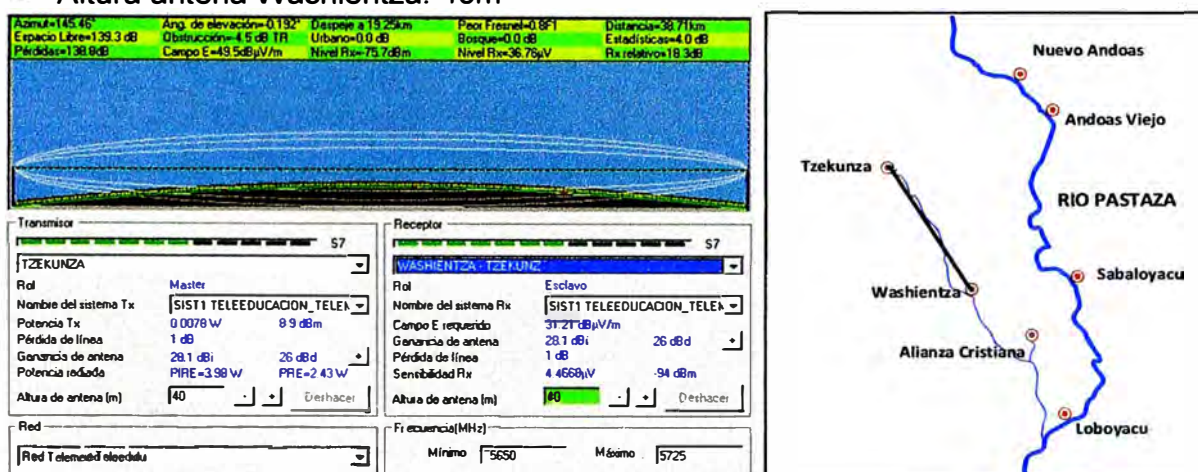 Altura antena Washientza: 40m
Azimut=145.46° Ang. de elevación=-0.192° Despeje a 19.25km Peor Fresnel=0.8F1 Distancia=38.71km
Espacio Libre=139.3 dB Obstrucción=-4.5 dB TR Urbano=0.0 dB Bosque=0.0 dB Estadísticas=4.0 dB
Pérdidas=138.8dB Campo E=49.5dBµV/m Nivel Rx=-75.7dBm Nivel Rx=36.76µV Rx relativo=18.3dB
Transmisor
S7
TZEKUNZA
Rol Master
Nombre del sistema Tx SIST1 TELEEDUCACION_TELEM
Potencia Tx 0.0078 W 8.9 dBm
Pérdida de línea 1 dB
Ganancia de antena 28.1 dBi 26 dBd +
Potencia radiada PIRE=3.98 W PRE=2.43 W
Altura de antena (m) 40 - + Deshacer
Red
Receptor
S7
WASHIENTZA - TZEKUNZ
Rol Esclavo
Nombre del sistema Rx SIST1 TELEEDUCACION_TELEM
Campo E requerido 31.21 dBµV/m
Ganancia de antena 28.1 dBi 26 dBd +
Pérdida de línea 1 dB
Sensibilidad Rx 4.4668µV -94 dBm
Altura de antena (m) 40 - + Deshacer
Frecuencia(MHz)
Mínimo 5650 Máximo 5725
Nuevo Andoas
Andoas Viejo
Tzekunza
RIO PASTAZA
Sabaloyacu
Washientza
Alianza Cristiana
Loboyacu